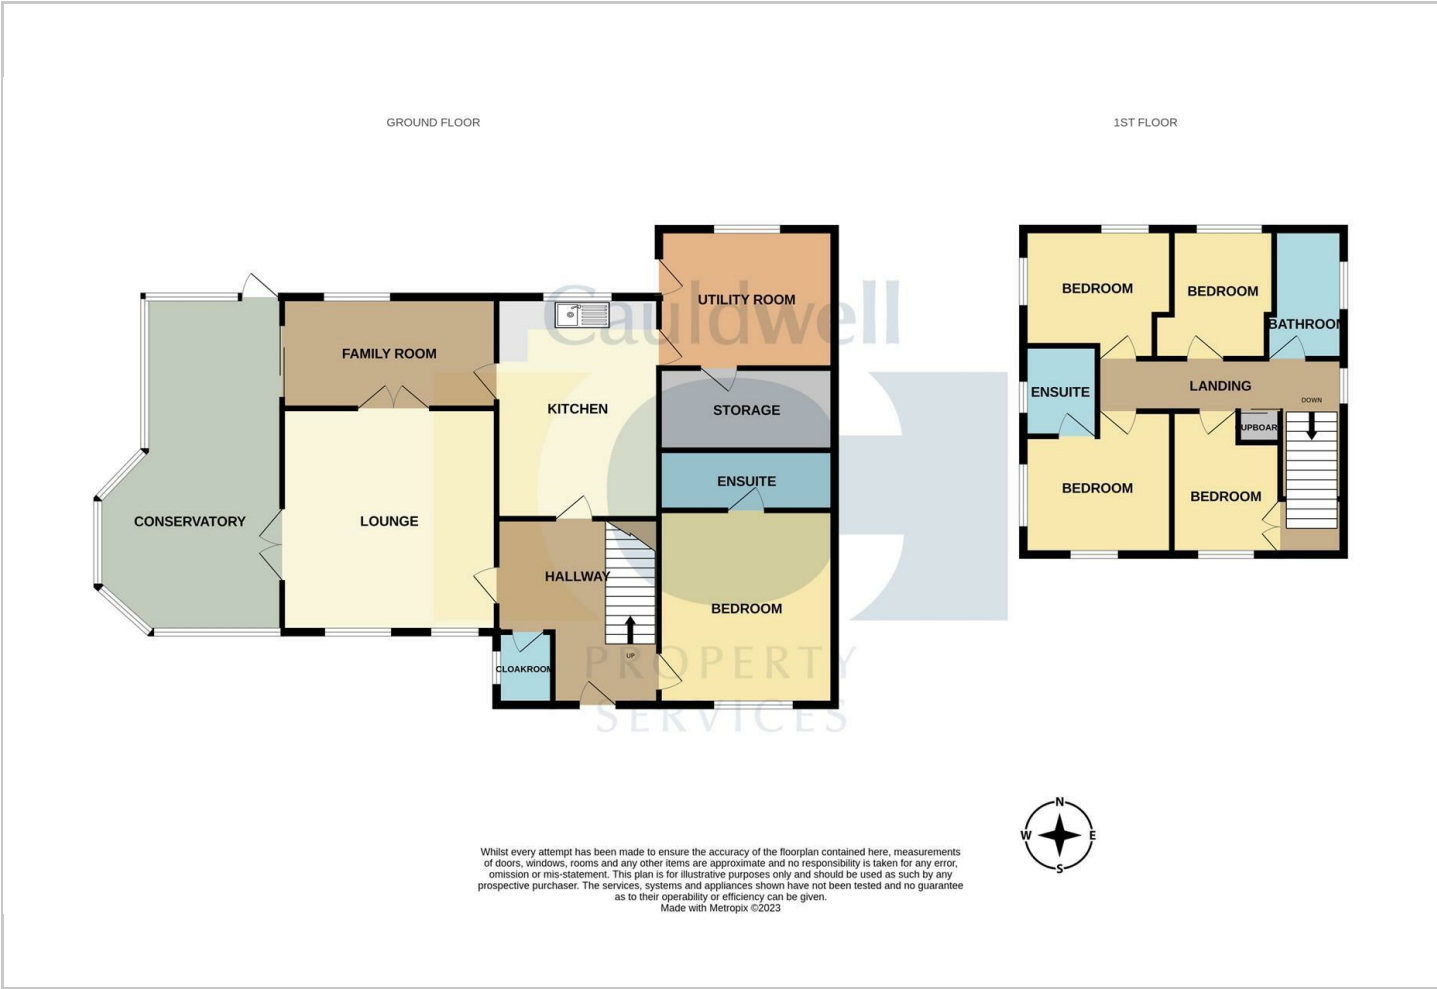 GROUND FLOOR
1ST FLOOR
UTILITY ROOM
FAMILY ROOM
KITCHEN
STORAGE
ENSUITE
CONSERVATORY
LOUNGE
HALLWAY
BEDROOM
CLOAKROOM
UP
BEDROOM
BEDROOM
BATHROOM
ENSUITE
LANDING
DOWN
CUPBOARD
BEDROOM
BEDROOM
Cauldwell
PROPERTY
SERVICES
N
W E
S
Whilst every attempt has been made to ensure the accuracy of the floorplan contained here, measurements
of doors, windows, rooms and any other items are approximate and no responsibility is taken for any error,
omission or mis-statement. This plan is for illustrative purposes only and should be used as such by any
prospective purchaser. The services, systems and appliances shown have not been tested and no guarantee
as to their operability or efficiency can be given.
Made with Metropix ©2023